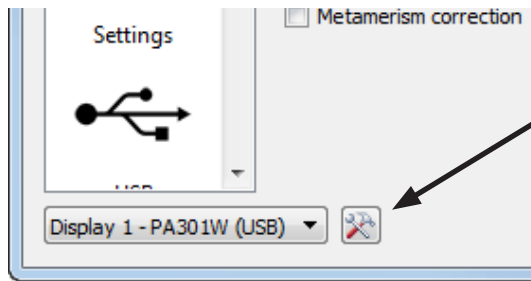 Metamerism correction
Settings
Display 1 - PA301W (USB)